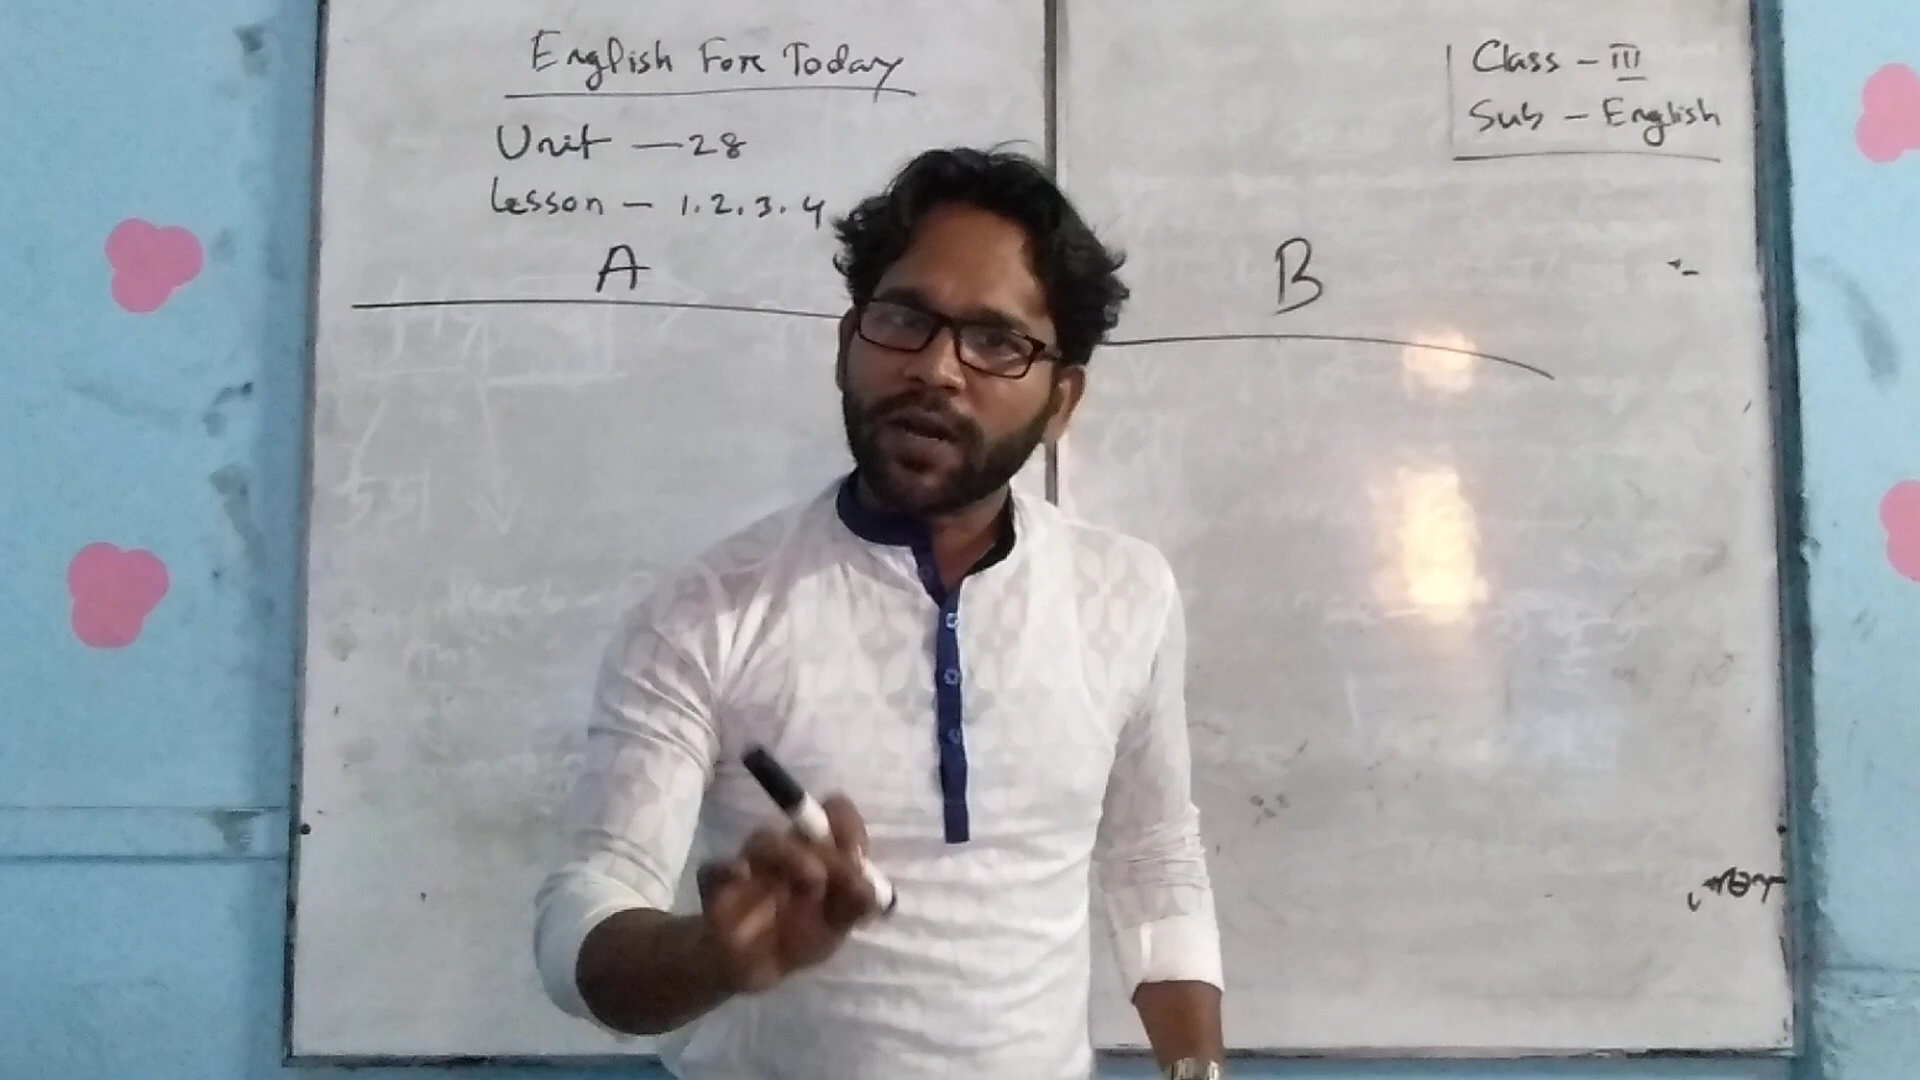 English For Today
Unit — 28
Lesson — 1.2.3.4
Class — III
Sub — English
A
B